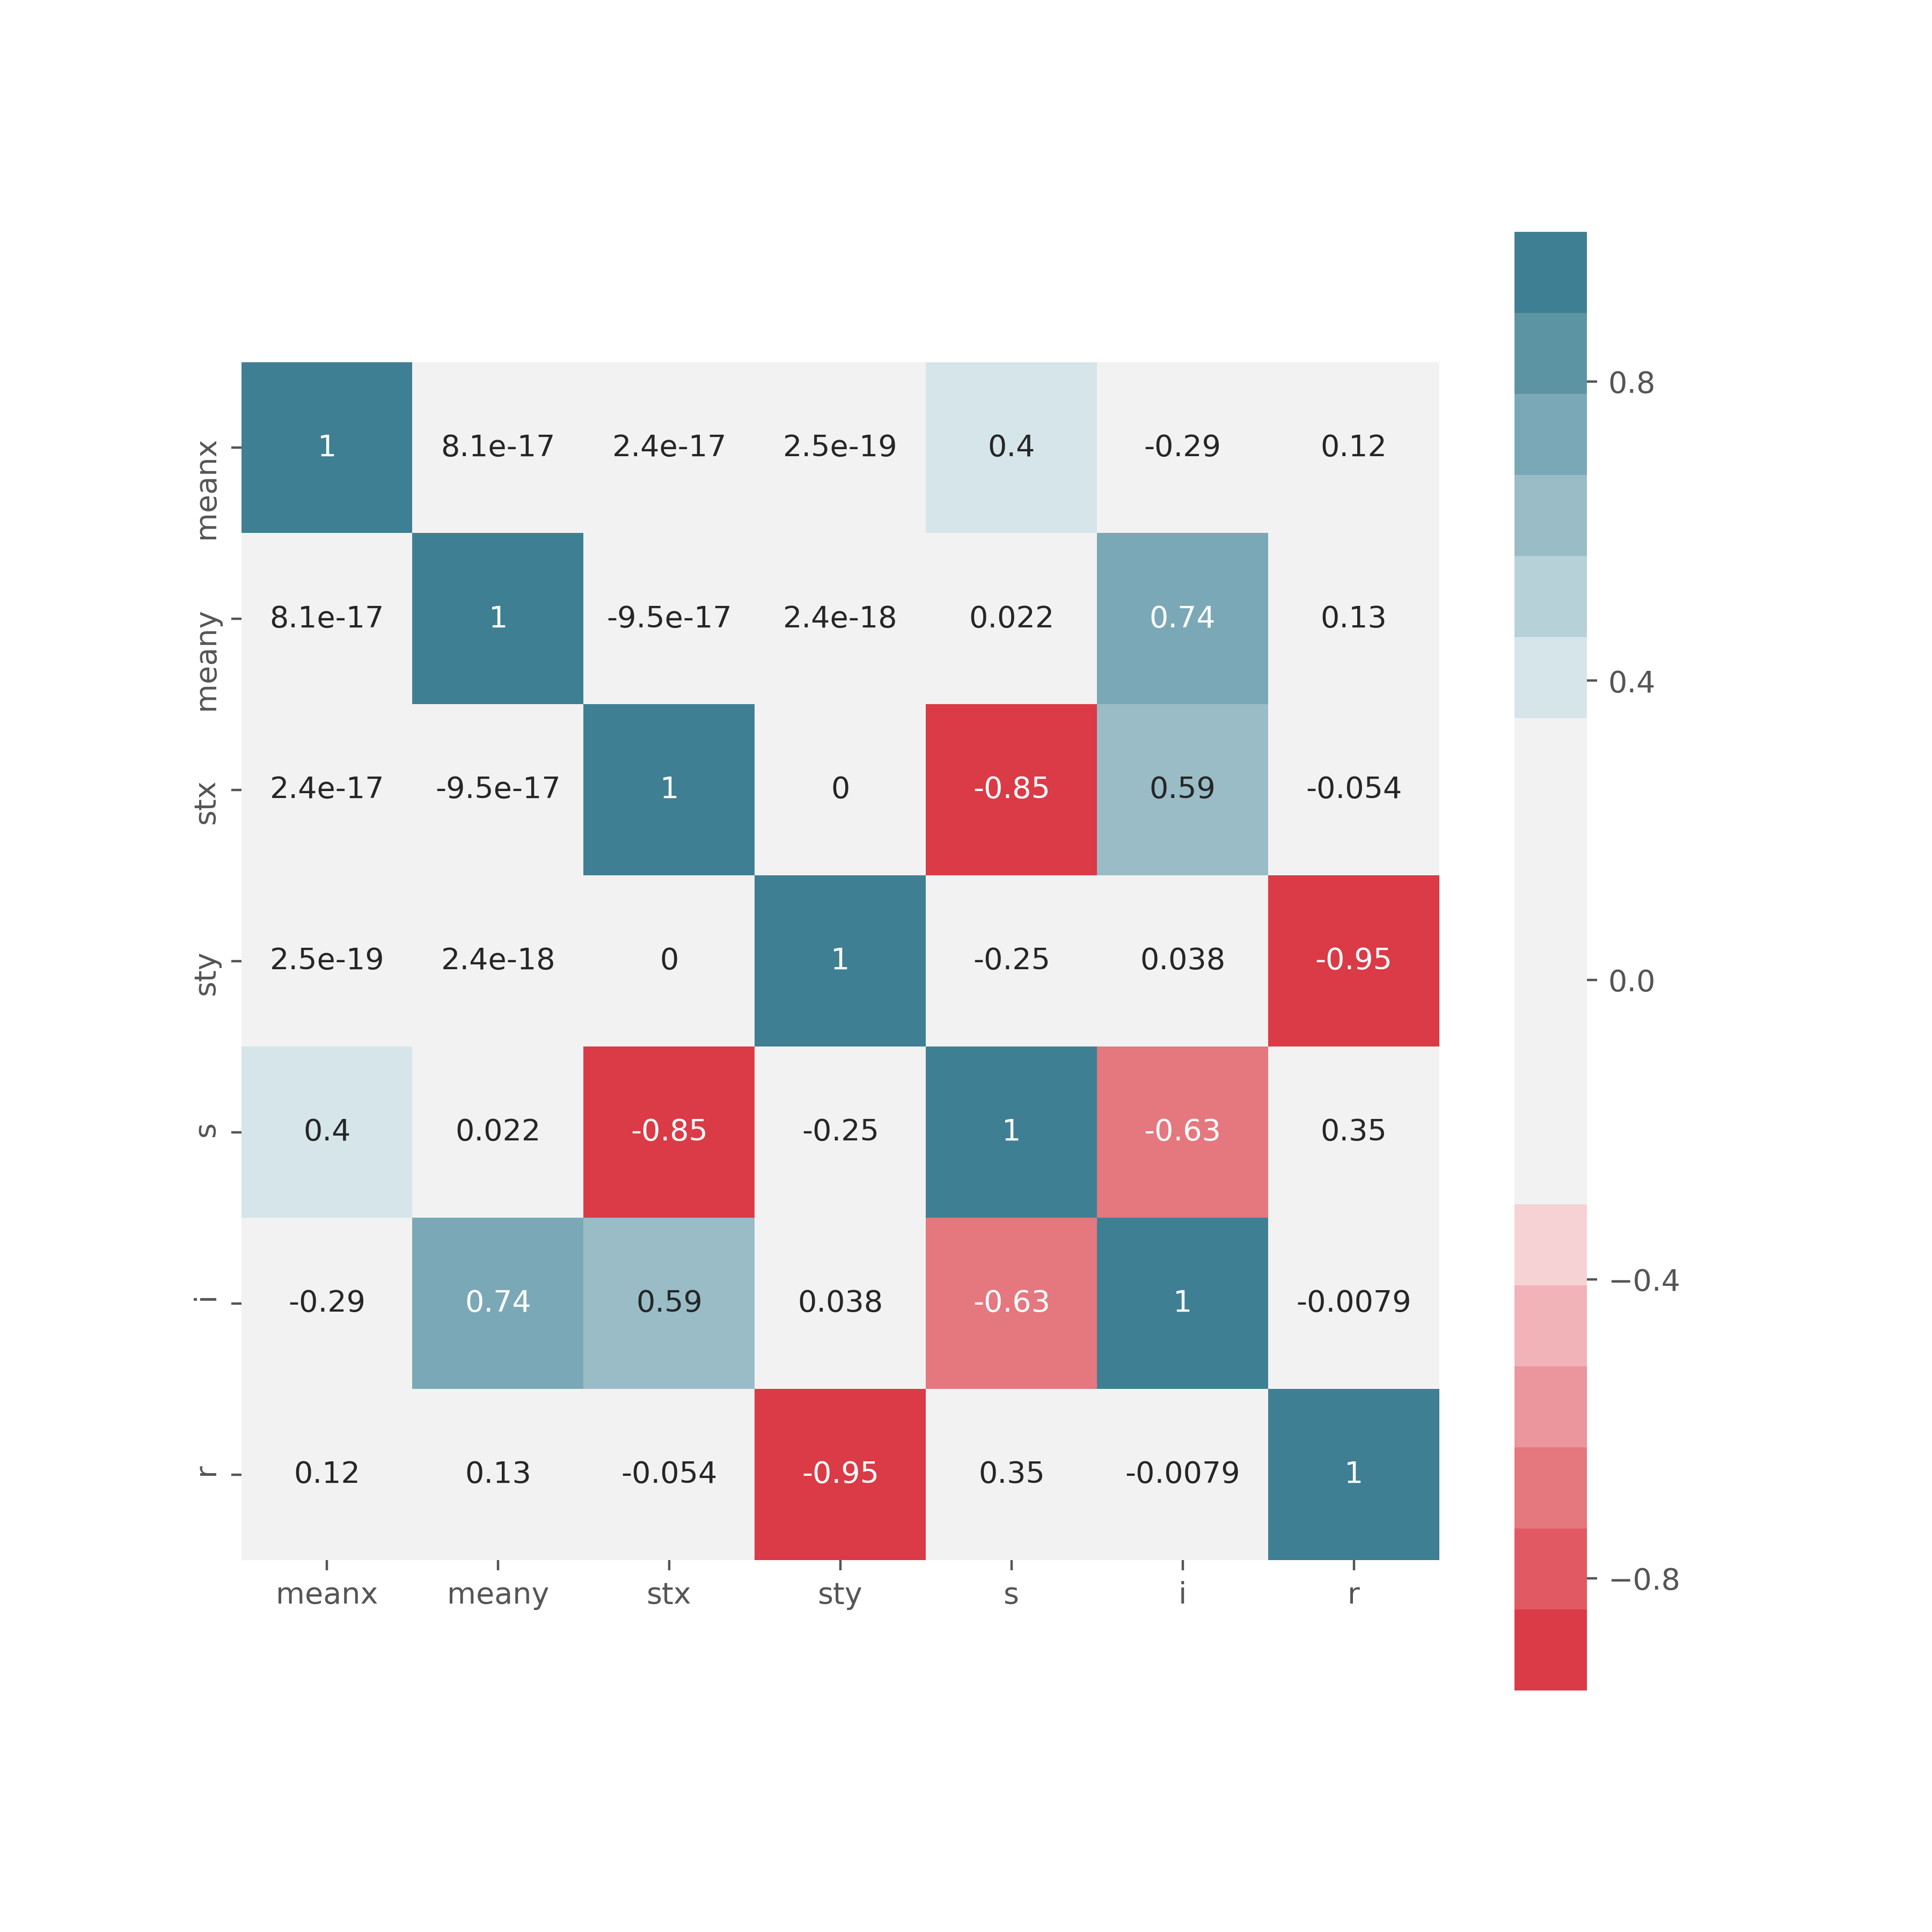 meanx 1 8.1e-17 2.4e-17 2.5e-19 0.4 -0.29 0.12
meany 8.1e-17 1 -9.5e-17 2.4e-18 0.022 0.74 0.13
stx 2.4e-17 -9.5e-17 1 0 -0.85 0.59 -0.054
sty 2.5e-19 2.4e-18 0 1 -0.25 0.038 -0.95
s 0.4 0.022 -0.85 -0.25 1 -0.63 0.35
i -0.29 0.74 0.59 0.038 -0.63 1 -0.0079
r 0.12 0.13 -0.054 -0.95 0.35 -0.0079 1
meanx meany stx sty s i r
0.8
0.4
0.0
−0.4
−0.8